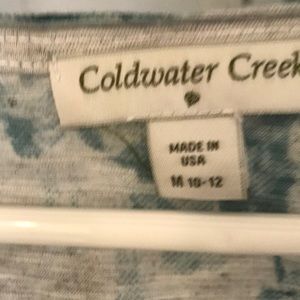 Coldwater Creek
MADE IN
USA
M 10-12